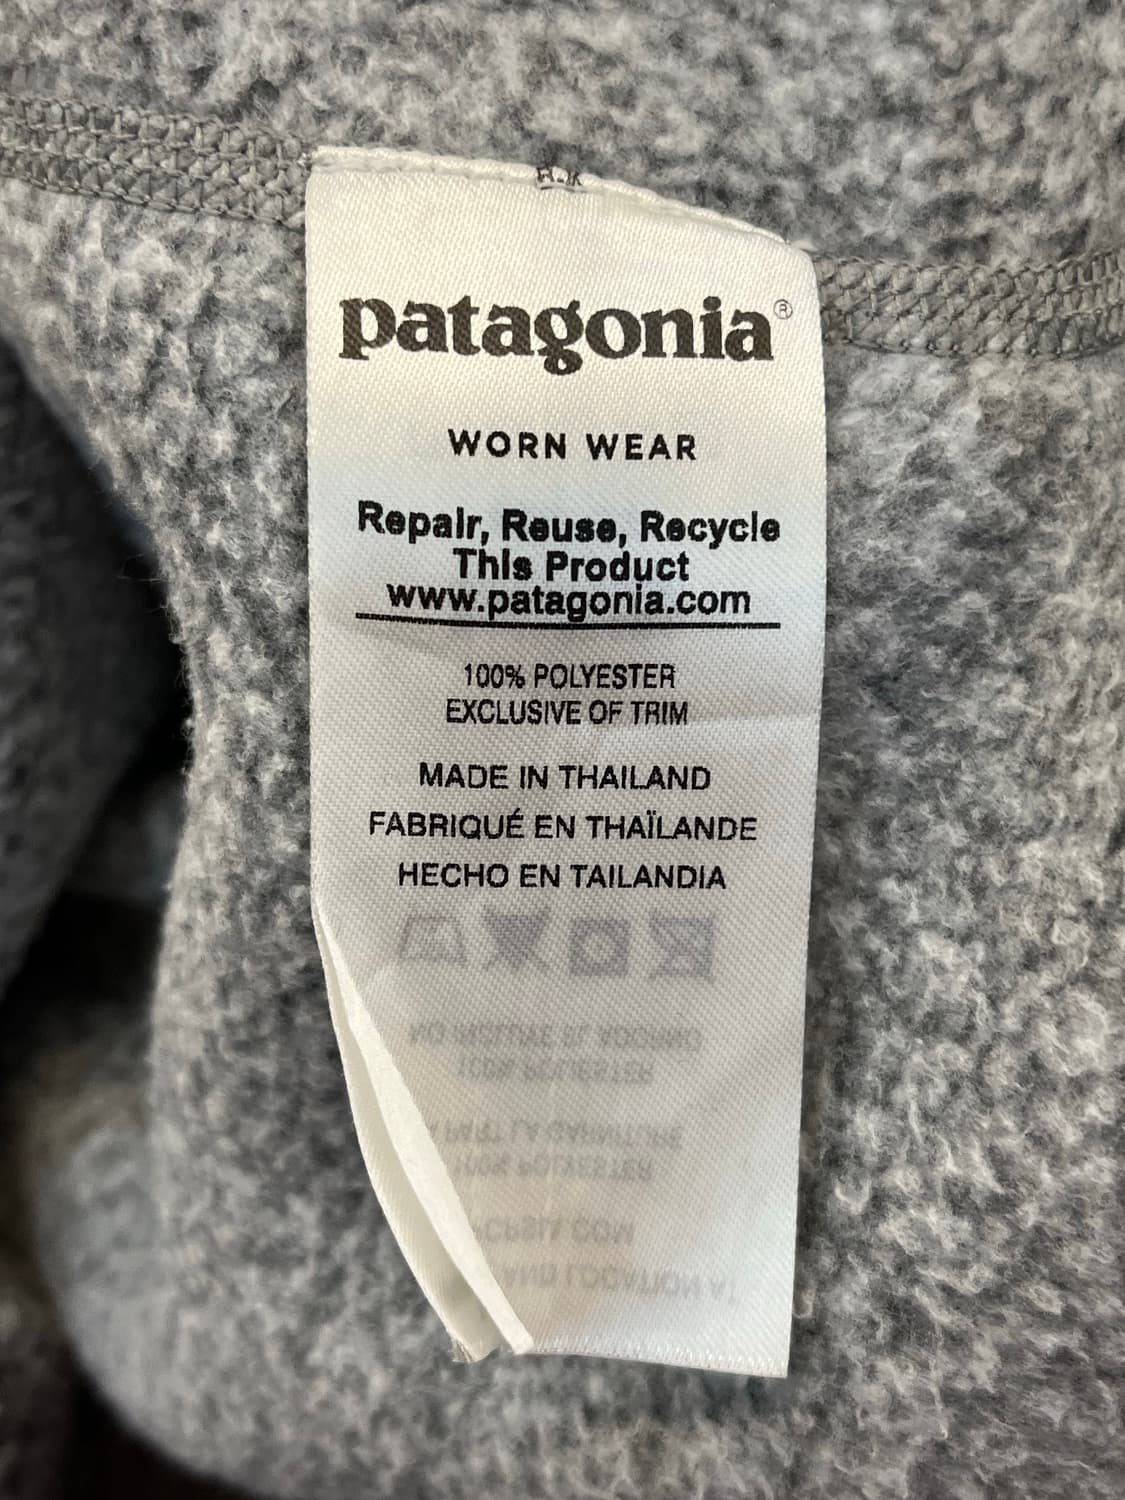 patagonia®
WORN WEAR
Repair, Reuse, Recycle
This Product
www.patagonia.com
100% POLYESTER
EXCLUSIVE OF TRIM
MADE IN THAILAND
FABRIQUÉ EN THAÏLANDE
HECHO EN TAILANDIA